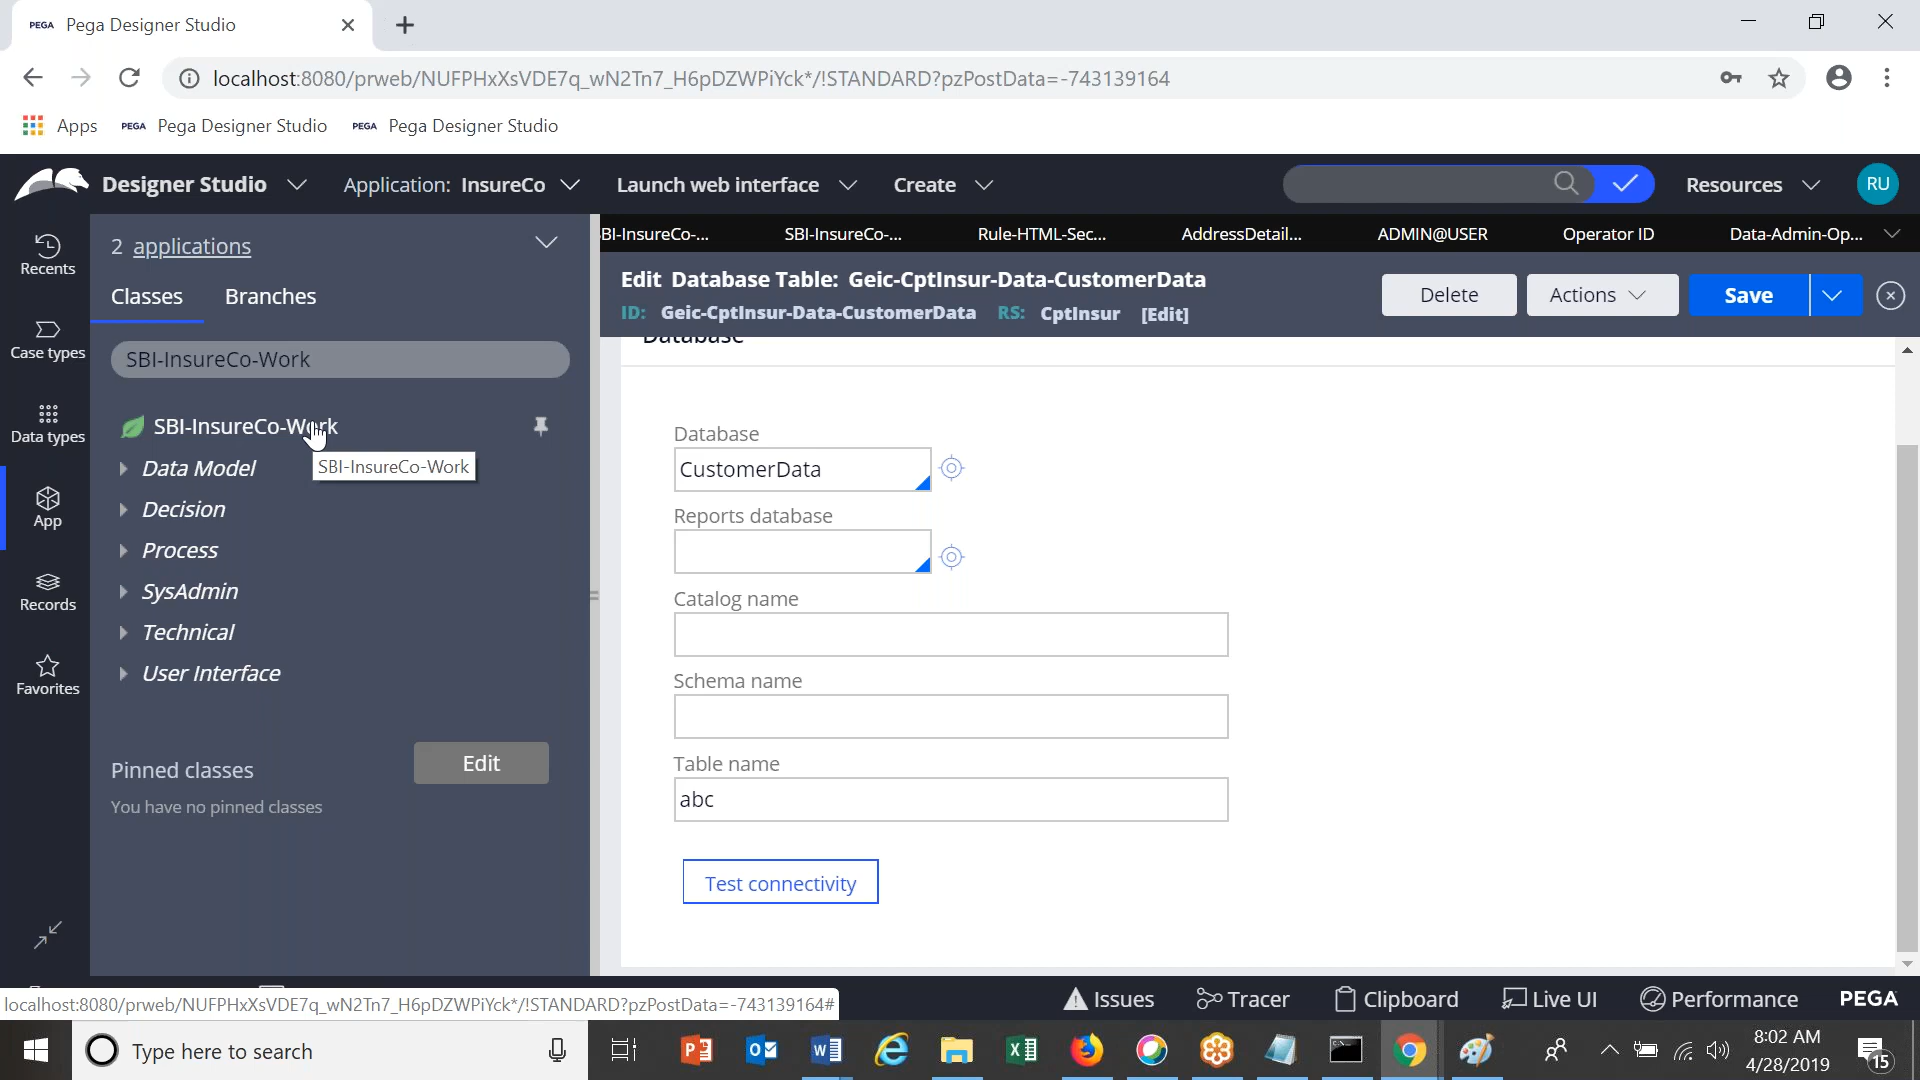 PEGA Pega Designer Studio
localhost:8080/prweb/NUFPHxXsVDE7q_wN2Tn7_H6pDZWPiYck*/!STANDARD?pzPostData=-743139164
Apps PEGA Pega Designer Studio PEGA Pega Designer Studio
Designer Studio Application: InsureCo Launch web interface Create Resources RU
Recents
Case types
Data types
App
Records
Favorites
2 applications
Classes Branches
SBI-InsureCo-Work
SBI-InsureCo-Work
SBI-InsureCo-Work
Data Model
Decision
Process
SysAdmin
Technical
User Interface
Pinned classes Edit
You have no pinned classes
BI-InsureCo-... SBI-InsureCo-... Rule-HTML-Sec... AddressDetail... ADMIN@USER Operator ID Data-Admin-Op...
Edit Database Table: Geic-CptInsur-Data-CustomerData
ID: Geic-CptInsur-Data-CustomerData RS: CptInsur [Edit]
Delete Actions Save
Database
Database
CustomerData
Reports database
Catalog name
Schema name
Table name
abc
Test connectivity
localhost:8080/prweb/NUFPHxXsVDE7q_wN2Tn7_H6pDZWPiYck*/!STANDARD?pzPostData=-743139164#
Issues Tracer Clipboard Live UI Performance PEGA
Type here to search
8:02 AM
4/28/2019
15